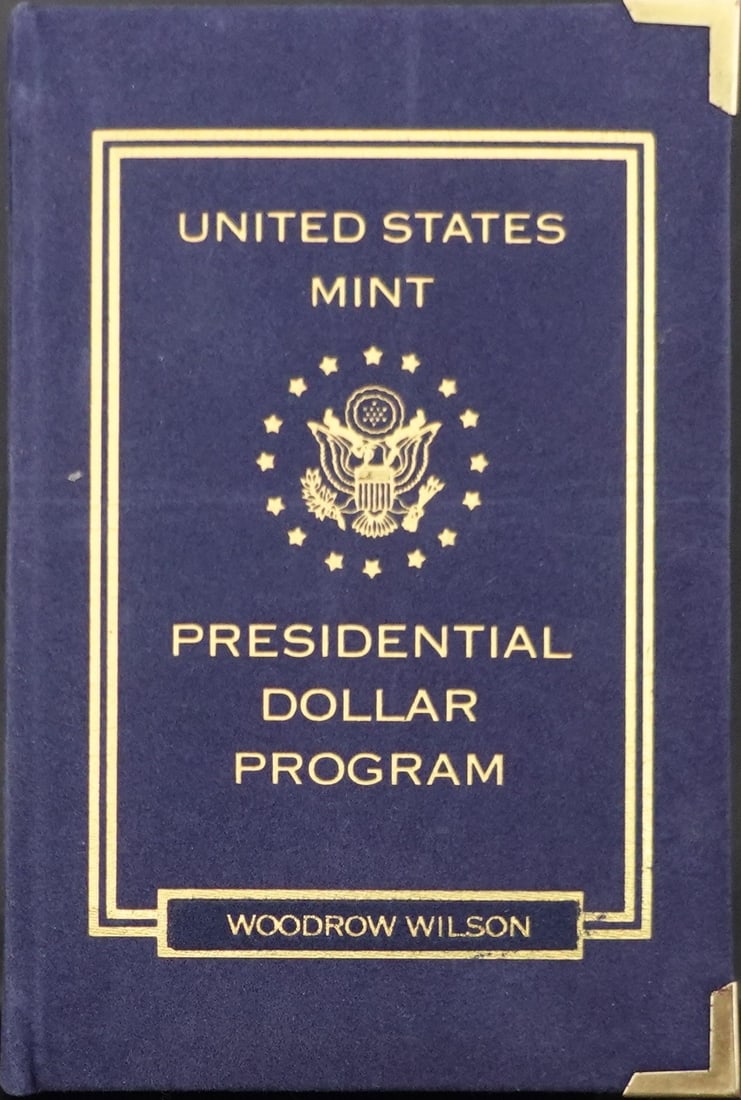 UNITED STATES
MINT
PRESIDENTIAL
DOLLAR
PROGRAM
WOODROW WILSON